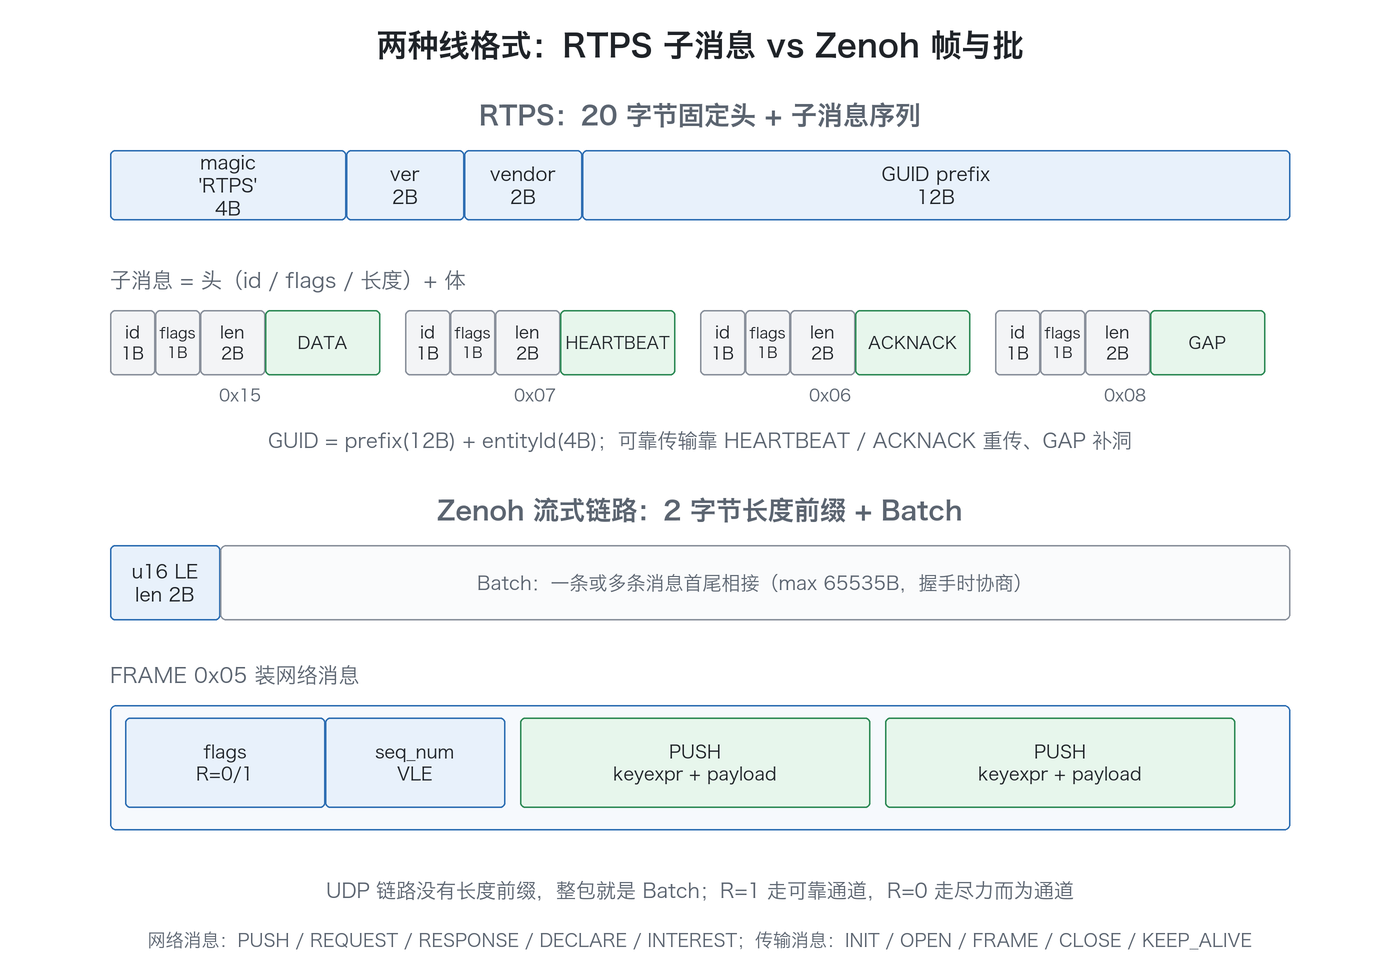 两种线格式：RTPS 子消息 vs Zenoh 帧与批
RTPS：20 字节固定头 + 子消息序列
magic
'RTPS'
4B
ver
2B
vendor
2B
GUID prefix
12B
子消息 = 头（id / flags / 长度）+ 体
id
1B
flags
1B
len
2B
DATA
0x15
id
1B
flags
1B
len
2B
HEARTBEAT
0x07
id
1B
flags
1B
len
2B
ACKNACK
0x06
id
1B
flags
1B
len
2B
GAP
0x08
GUID = prefix(12B) + entityId(4B)；可靠传输靠 HEARTBEAT / ACKNACK 重传、GAP 补洞
Zenoh 流式链路：2 字节长度前缀 + Batch
u16 LE
len 2B
Batch：一条或多条消息首尾相接（max 65535B，握手时协商）
FRAME 0x05 装网络消息
flags
R=0/1
seq_num
VLE
PUSH
keyexpr + payload
PUSH
keyexpr + payload
UDP 链路没有长度前缀，整包就是 Batch；R=1 走可靠通道，R=0 走尽力而为通道
网络消息：PUSH / REQUEST / RESPONSE / DECLARE / INTEREST；传输消息：INIT / OPEN / FRAME / CLOSE / KEEP_ALIVE